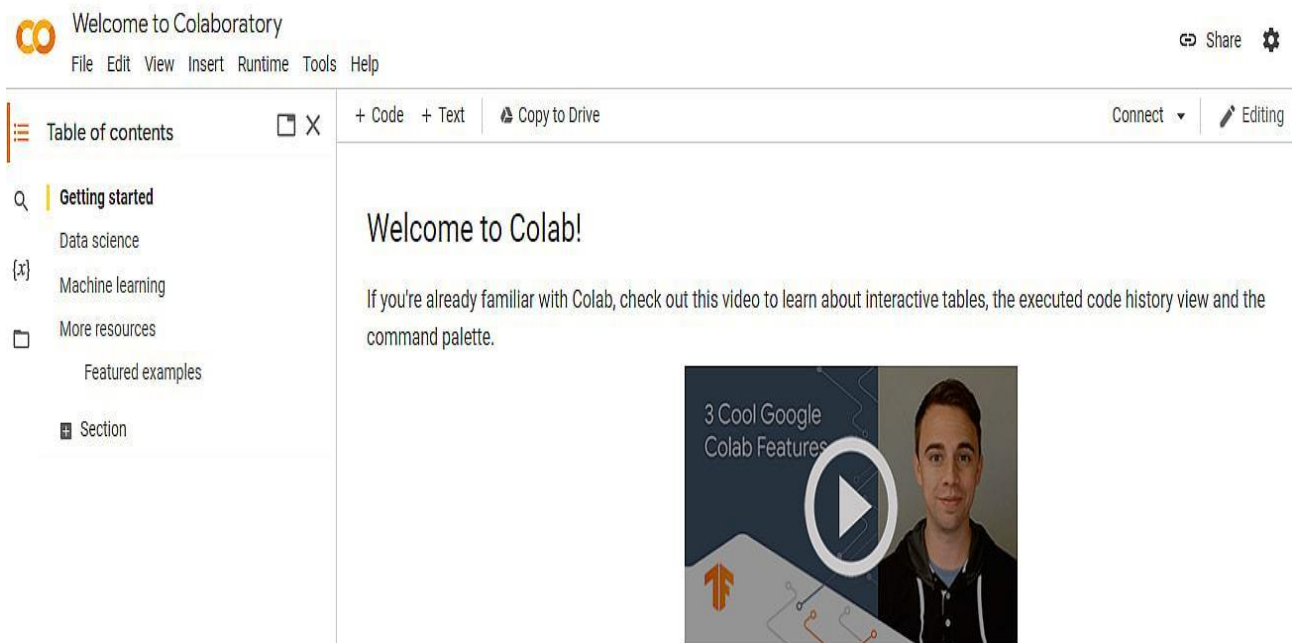 Welcome to Colaboratory
File Edit View Insert Runtime Tools Help
Share
Table of contents
+ Code + Text Copy to Drive
Connect Editing
Getting started
Data science
{x}
Machine learning
More resources
Featured examples
Section
Welcome to Colab!
If you're already familiar with Colab, check out this video to learn about interactive tables, the executed code history view and the
command palette.
3 Cool Google
Colab Features